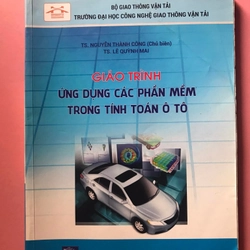 BỘ GIAO THÔNG VẬN TẢI
TRƯỜNG ĐẠI HỌC CÔNG NGHỆ GIAO THÔNG VẬN TẢI
TS. NGUYỄN THÀNH CÔNG (Chủ biên)
TS. LÊ QUỲNH MAI
GIÁO TRÌNH
ỨNG DỤNG CÁC PHẦN MỀM
TRONG TÍNH TOÁN Ô TÔ